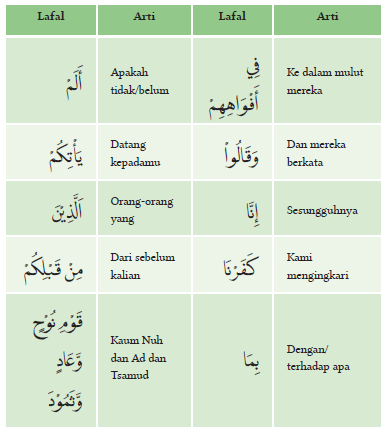 Lafal Arti Lafal Arti
أَلَمْ
Apakah
tidak/belum
فِي
أَفْوَاهِهِمْ
Ke dalam mulut
mereka
يَأْتِكُمْ
Datang
kepadamu
وَقَالُوا۟
Dan mereka
berkata
الَّذِيْنَ
Orang-orang
yang
إِنَّا
Sesungguhnya
مِنْ قَبْلِكُمْ
Dari sebelum
kalian
كَفَرْنَا
Kami
mengingkari
قَوْمِ نُوْحٍ
وَّعَادٍ
وَّثَمُوْدَ
Kaum Nuh
dan Ad dan
Tsamud
بِمَا
Dengan/
terhadap apa